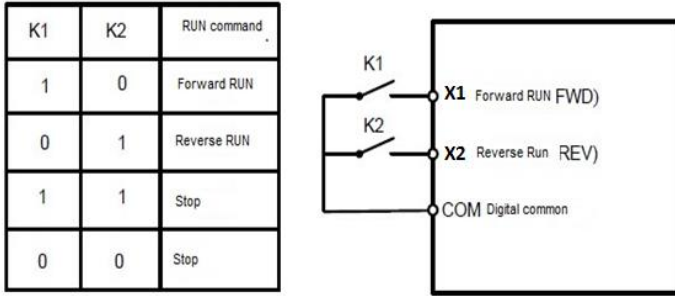 K1 K2 RUN command .
1 0 Forward RUN
0 1 Reverse RUN
1 1 Stop
0 0 Stop
K1
X1 Forward RUN FWD)
K2
X2 Reverse Run REV)
COM Digital common